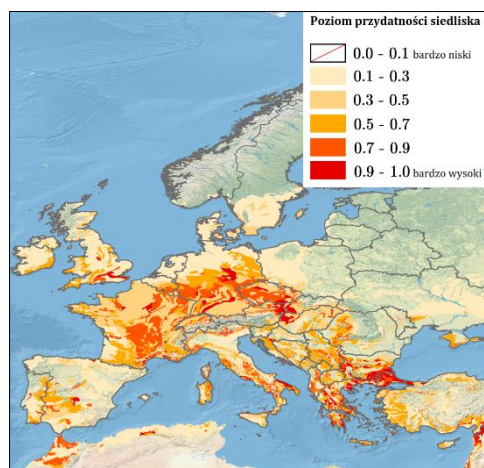 Poziom przydatności siedliska
0.0 - 0.1 bardzo niski
0.1 - 0.3
0.3 - 0.5
0.5 - 0.7
0.7 - 0.9
0.9 - 1.0 bardzo wysoki